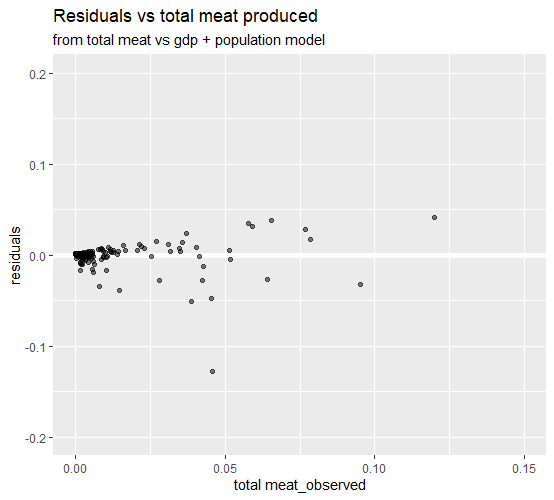 Residuals vs total meat produced
from total meat vs gdp + population model
residuals
0.2
0.1
0.0
-0.1
-0.2
0.00 0.05 0.10 0.15
total meat_observed